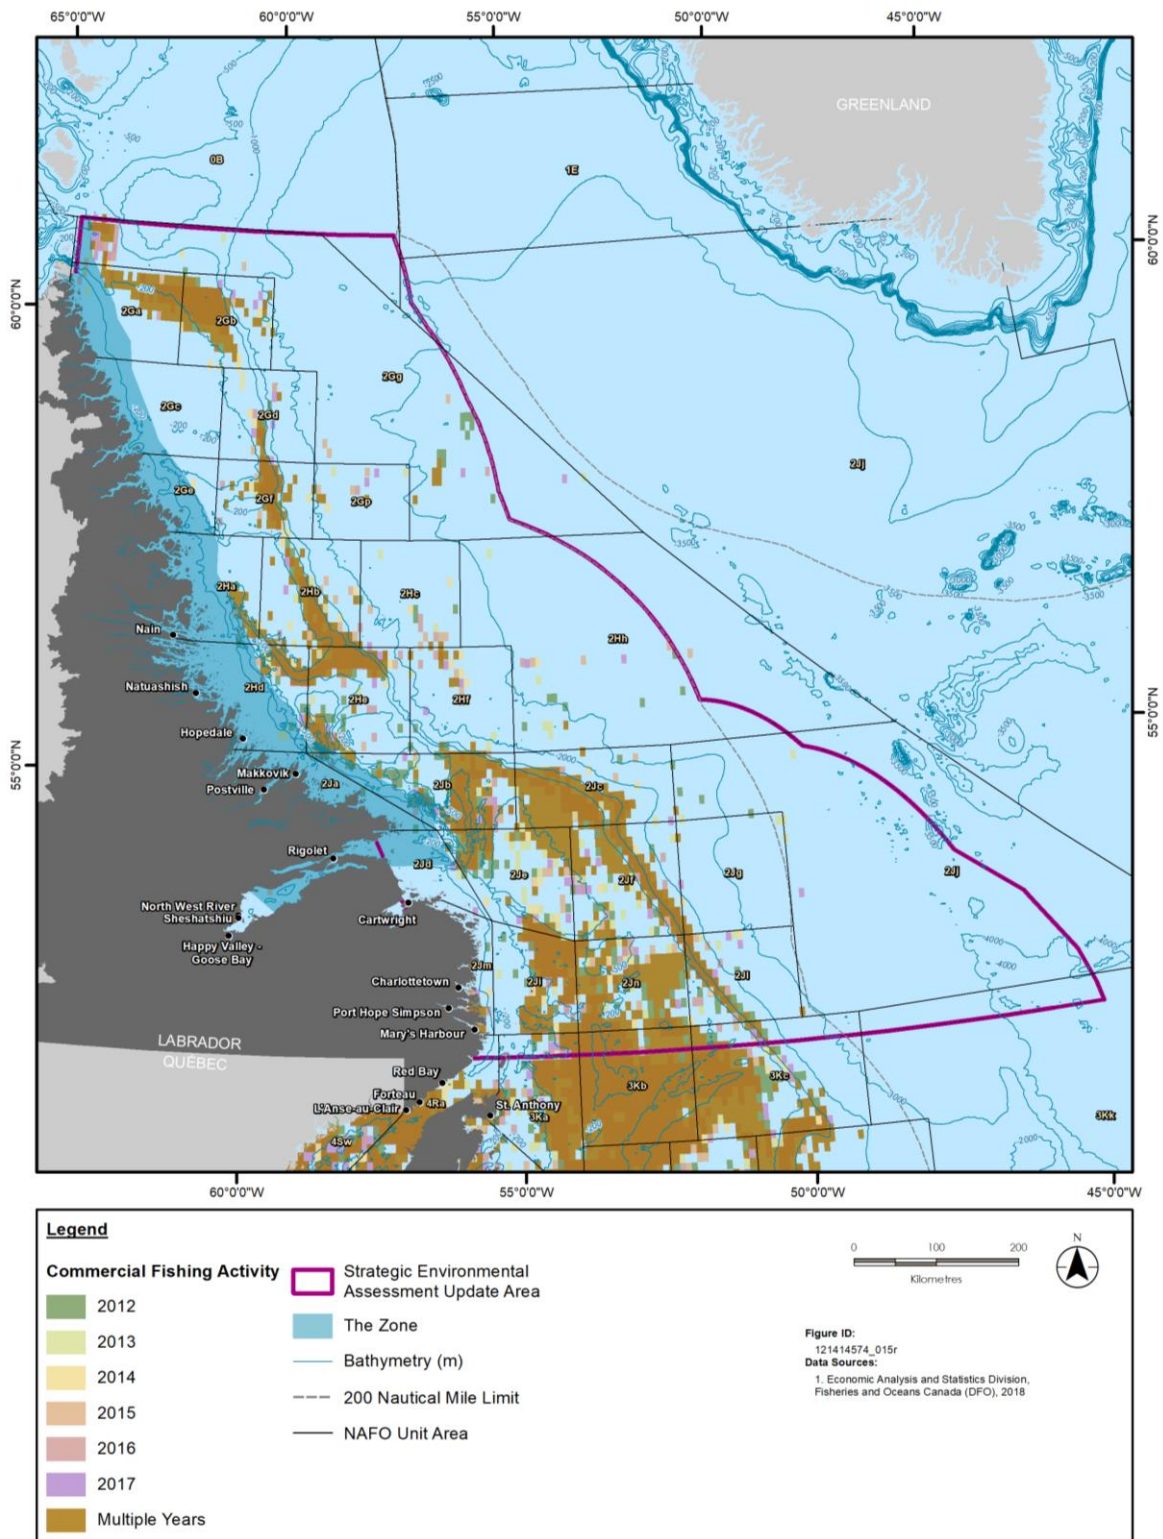 65°0'0"W 60°0'0"W 55°0'0"W 50°0'0"W 45°0'0"W
GREENLAND
0B
1E
60°0'0"N
60°0'0"N
2Ga
2Gb
2Gg
2Gc
2Gd
2Jj
2Ge
2Gf
2Gp
2Ha
2Hb
2Hc
Nain
2Hh
Natuashish
2Hd
2He
2Hf
55°0'0"N
Hopedale
55°0'0"N
Makkovik
2Ja
2Jb
2Jc
Postville
Rigolet
2Jd
2Je
2Jf
2Jg
2Jj
North West River
Sheshatshiu
Cartwright
Happy Valley -
Goose Bay
2Jm
Charlottetown
2Jn
Port Hope Simpson
Mary's Harbour
LABRADOR
QUÉBEC
Red Bay
3Kb
3Kc
Forteau
4Ra
L'Anse-au-Clair
St. Anthony
3Ka
3Kk
4Sw
60°0'0"W 55°0'0"W 50°0'0"W 45°0'0"W
Legend
Commercial Fishing Activity
2012
2013
2014
2015
2016
2017
Multiple Years
Strategic Environmental
Assessment Update Area
The Zone
Bathymetry (m)
200 Nautical Mile Limit
NAFO Unit Area
0 100 200
Kilometres
N
Figure ID:
121414574_015r
Data Sources:
1. Economic Analysis and Statistics Division,
Fisheries and Oceans Canada (DFO), 2018